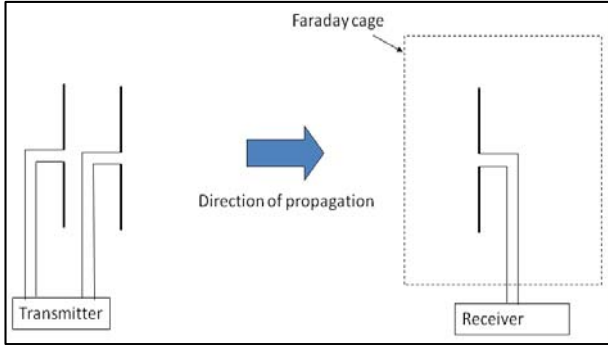 Faraday cage
Direction of propagation
Transmitter
Receiver